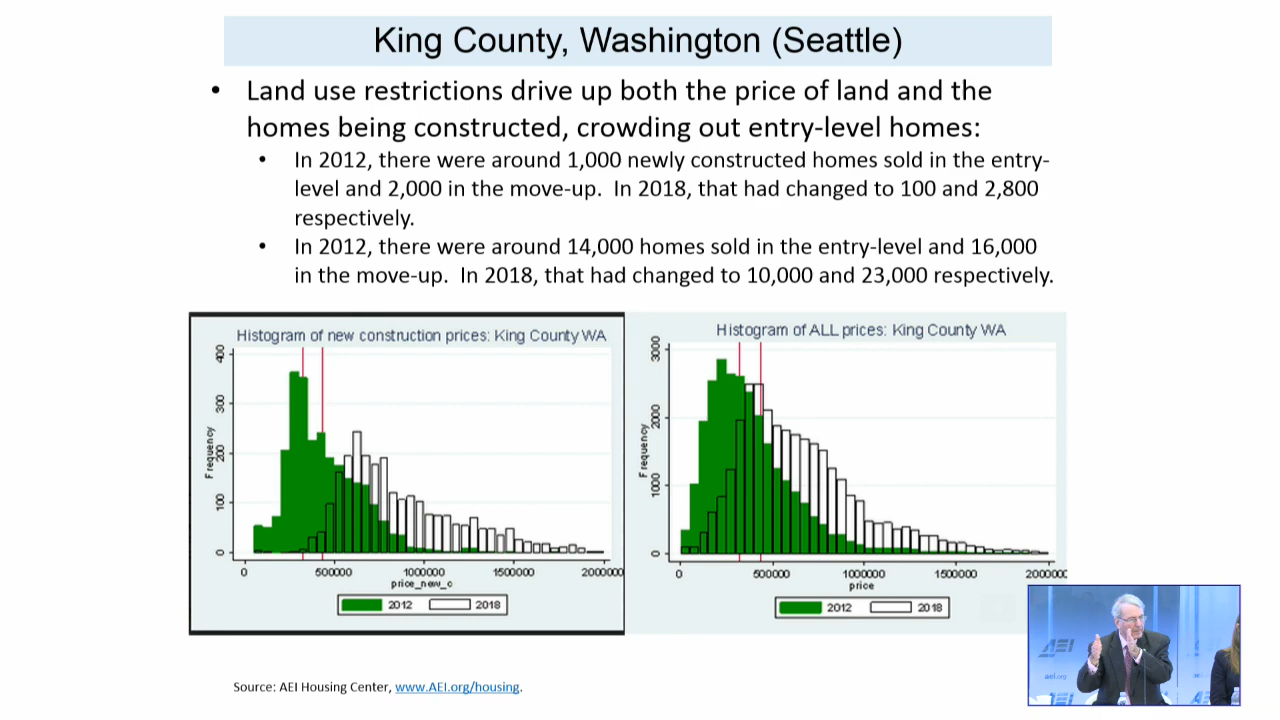 King County, Washington (Seattle)
• Land use restrictions drive up both the price of land and the
homes being constructed, crowding out entry-level homes:
• In 2012, there were around 1,000 newly constructed homes sold in the entry-
level and 2,000 in the move-up.  In 2018, that had changed to 100 and 2,800
respectively.
• In 2012, there were around 14,000 homes sold in the entry-level and 16,000
in the move-up.  In 2018, that had changed to 10,000 and 23,000 respectively.
Histogram of new construction prices: King County WA
400
300
200
100
0
Frequency
0 500000 1000000 1500000 2000000
price_new_c
2012 2018
Histogram of ALL prices: King County WA
3000
2000
1000
0
Frequency
0 500000 1000000 1500000 2000000
price
2012 2018
AEI
aei.org
Source: AEI Housing Center, www.AEI.org/housing.